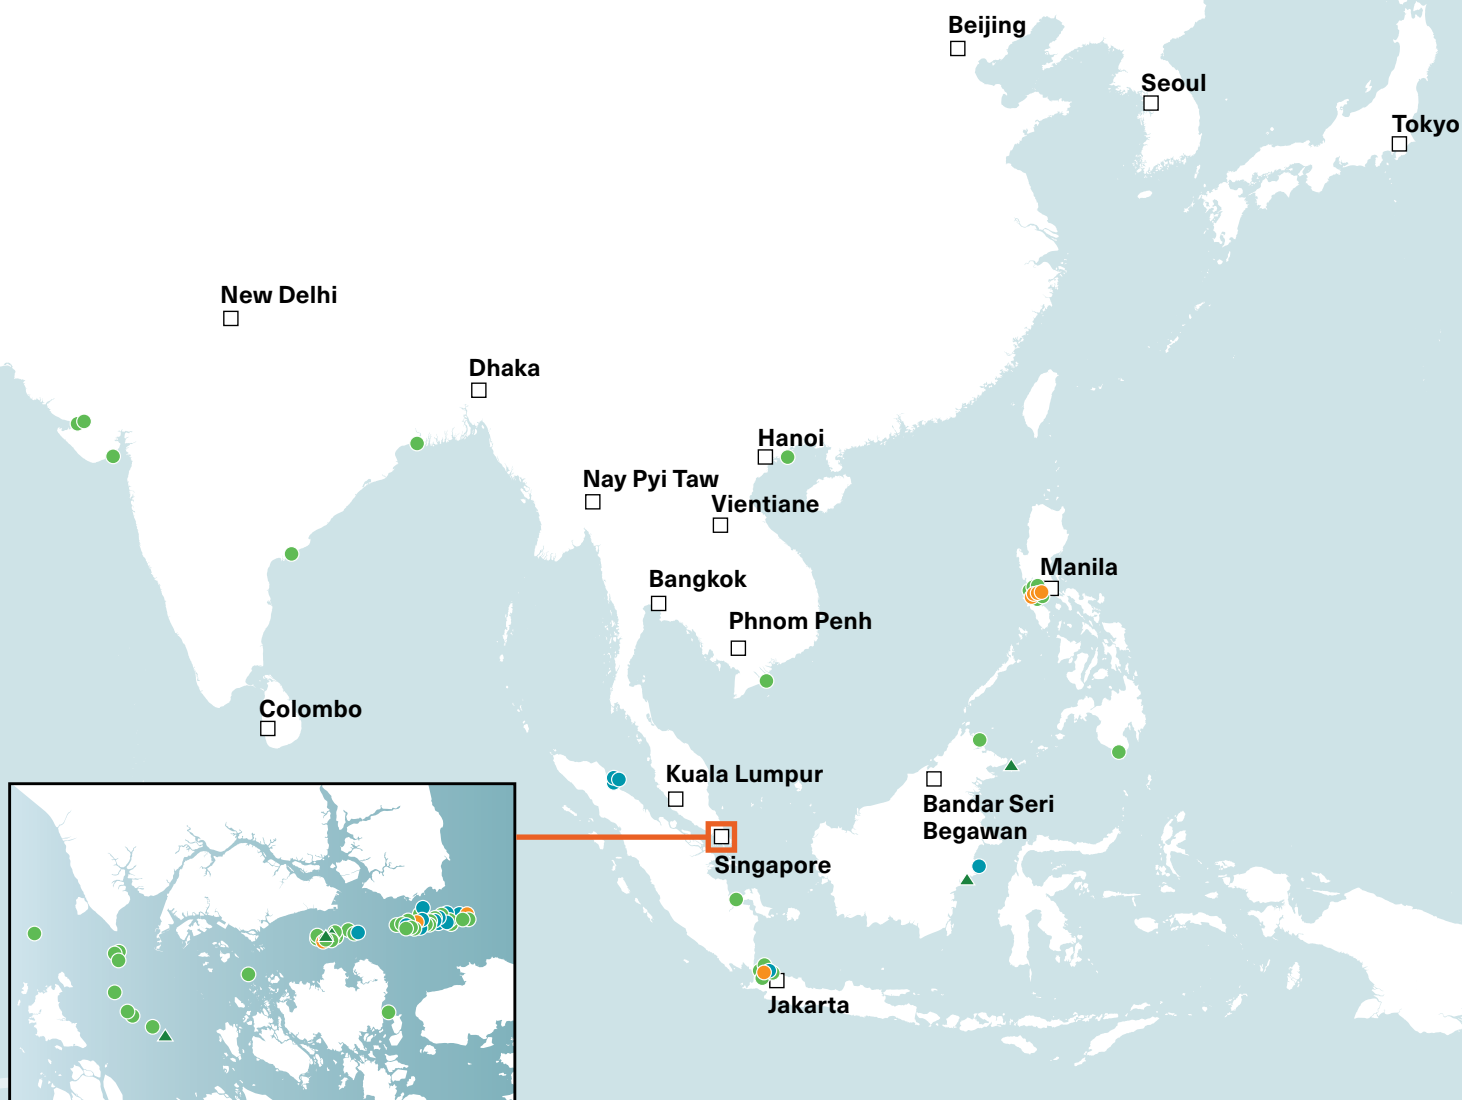 Beijing
Seoul
Tokyo
New Delhi
Dhaka
Hanoi
Nay Pyi Taw
Vientiane
Manila
Bangkok
Phnom Penh
Colombo
Kuala Lumpur
Bandar Seri
Begawan
Singapore
Jakarta